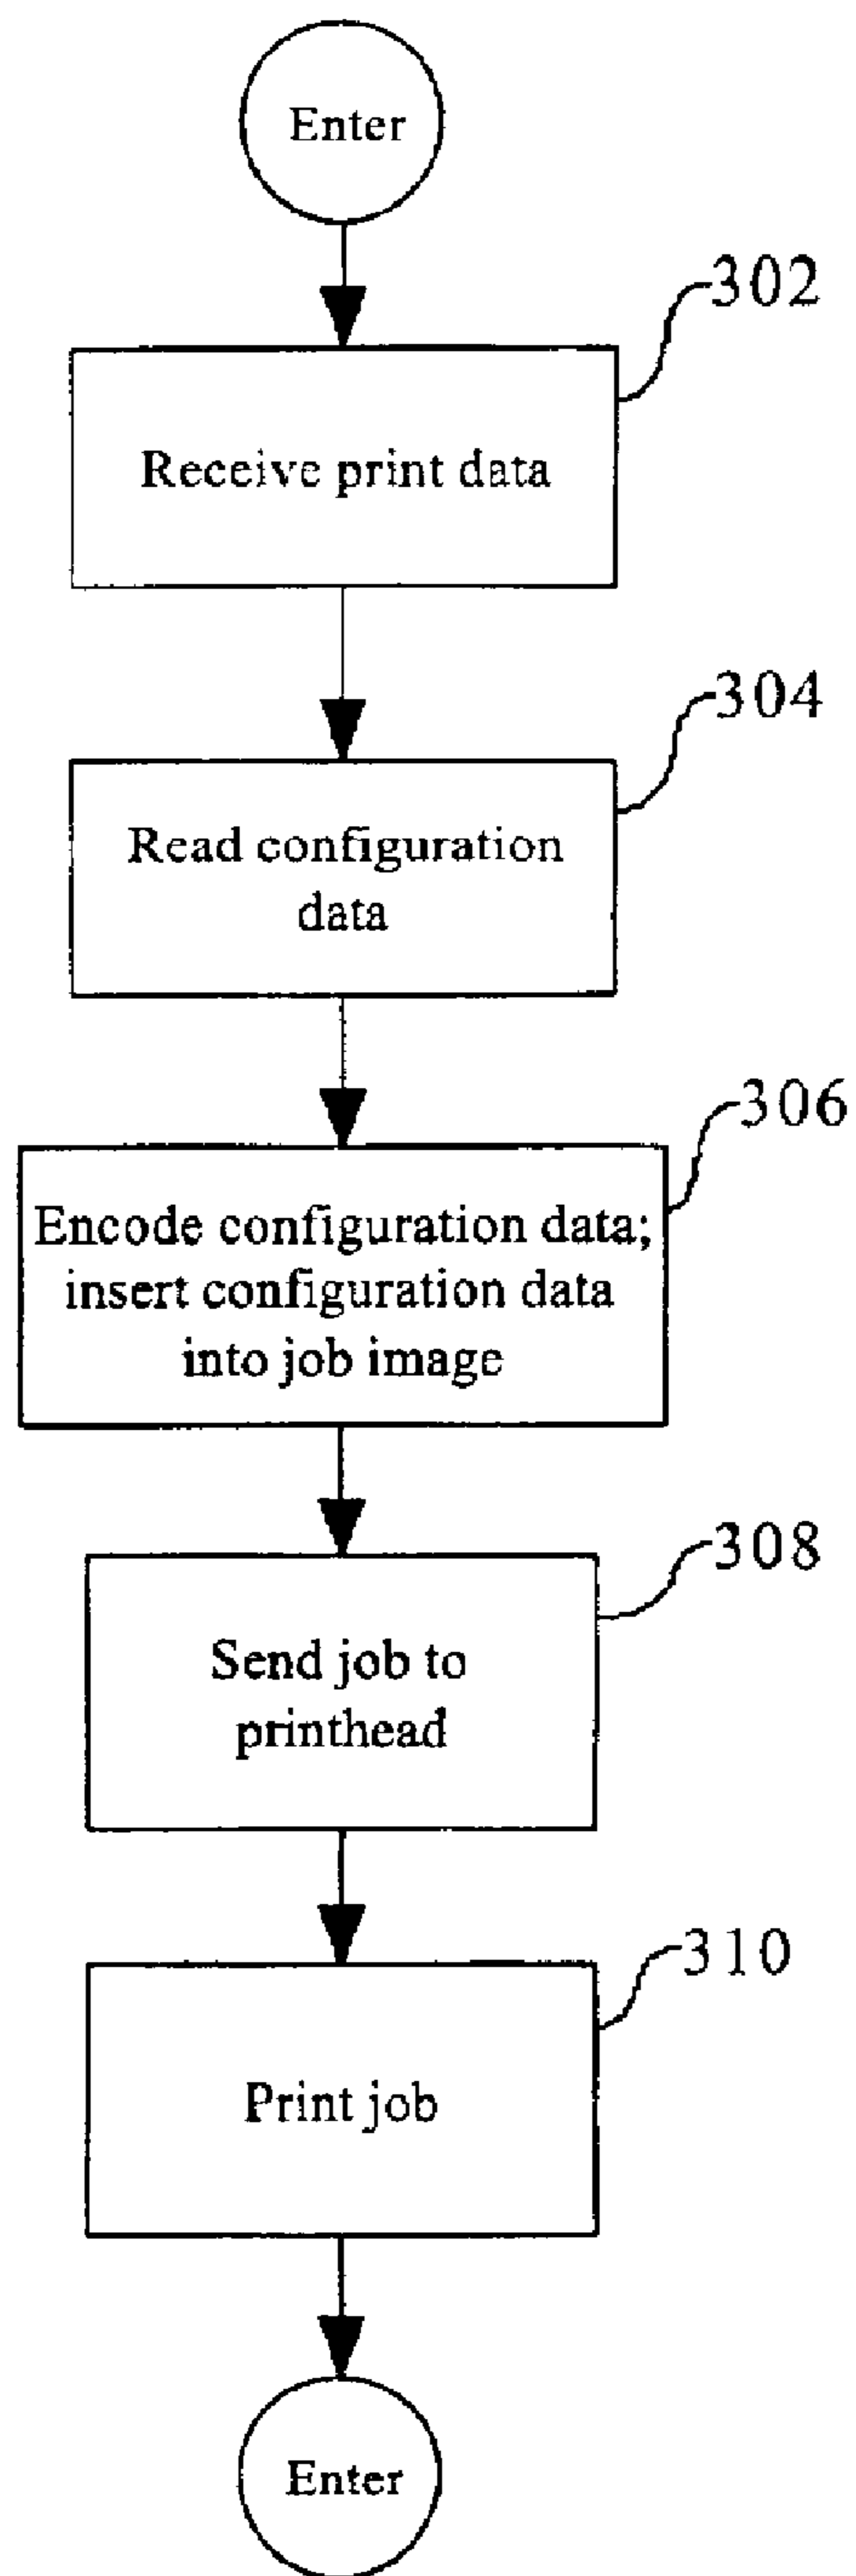 Enter
302
Receive print data
304
Read configuration
data
306
Encode configuration data;
insert configuration data
into job image
308
Send job to
printhead
310
Print job
Enter